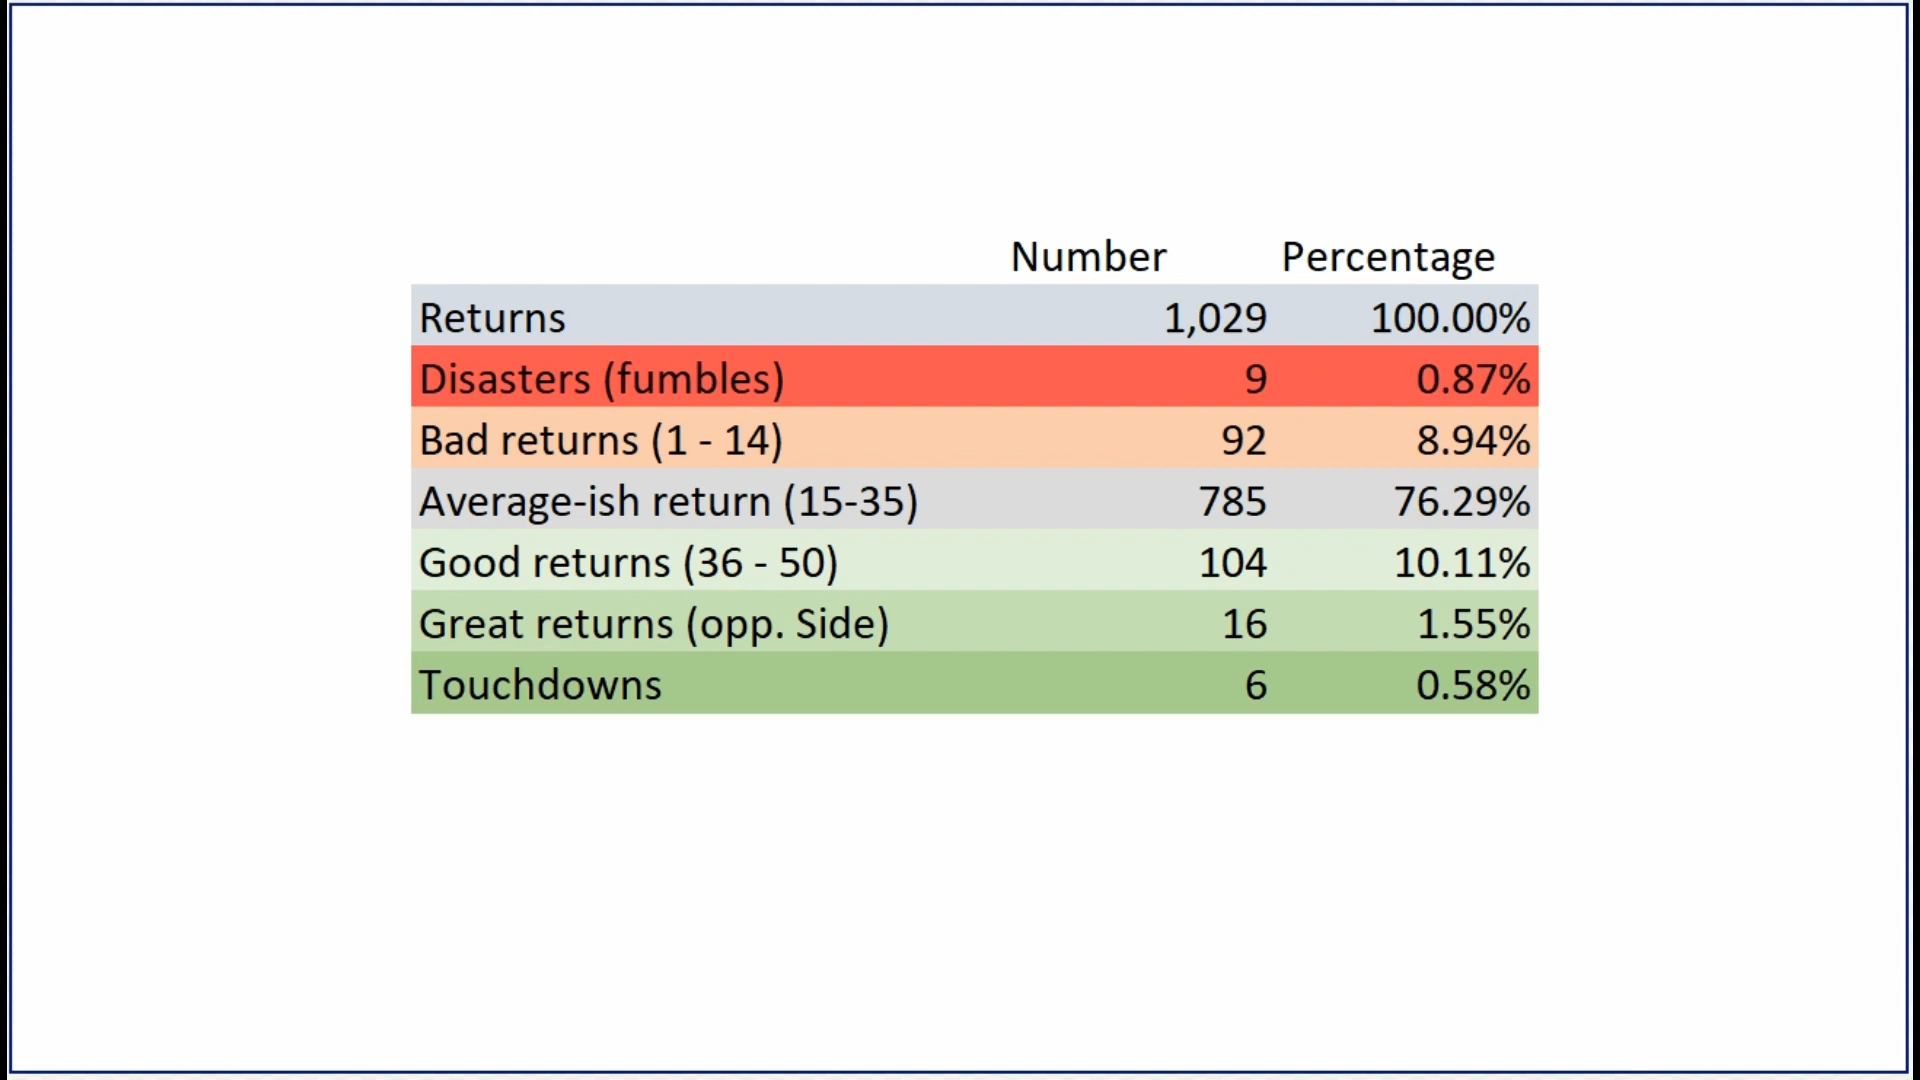 Number Percentage
Returns 1,029 100.00%
Disasters (fumbles) 9 0.87%
Bad returns (1 - 14) 92 8.94%
Average-ish return (15-35) 785 76.29%
Good returns (36 - 50) 104 10.11%
Great returns (opp. Side) 16 1.55%
Touchdowns 6 0.58%